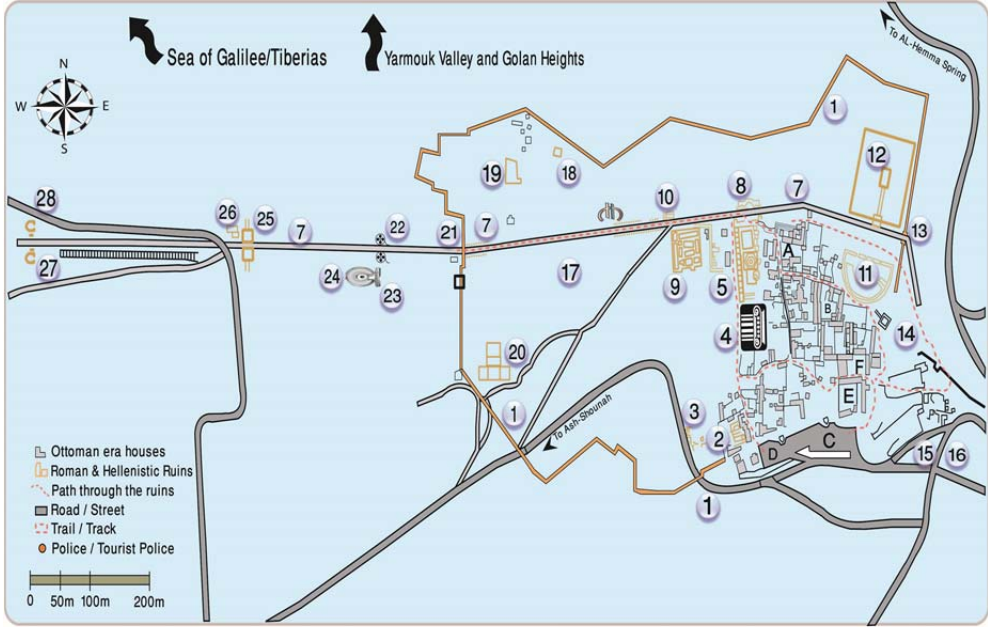 Sea of Galilee/Tiberias
Yarmouk Valley and Golan Heights
To AL-Hemma Spring
N
W E
S
1
12
19
18
28
26
25
7
22
21
7
10
8
7
13
A
11
27
24
23
17
9
5
B
4
14
20
F
E
1
To Ash-Shounah
3
2
C
D
15
16
1
Ottoman era houses
Roman & Hellenistic Ruins
Path through the ruins
Road / Street
Trail / Track
Police / Tourist Police
0 50m 100m 200m